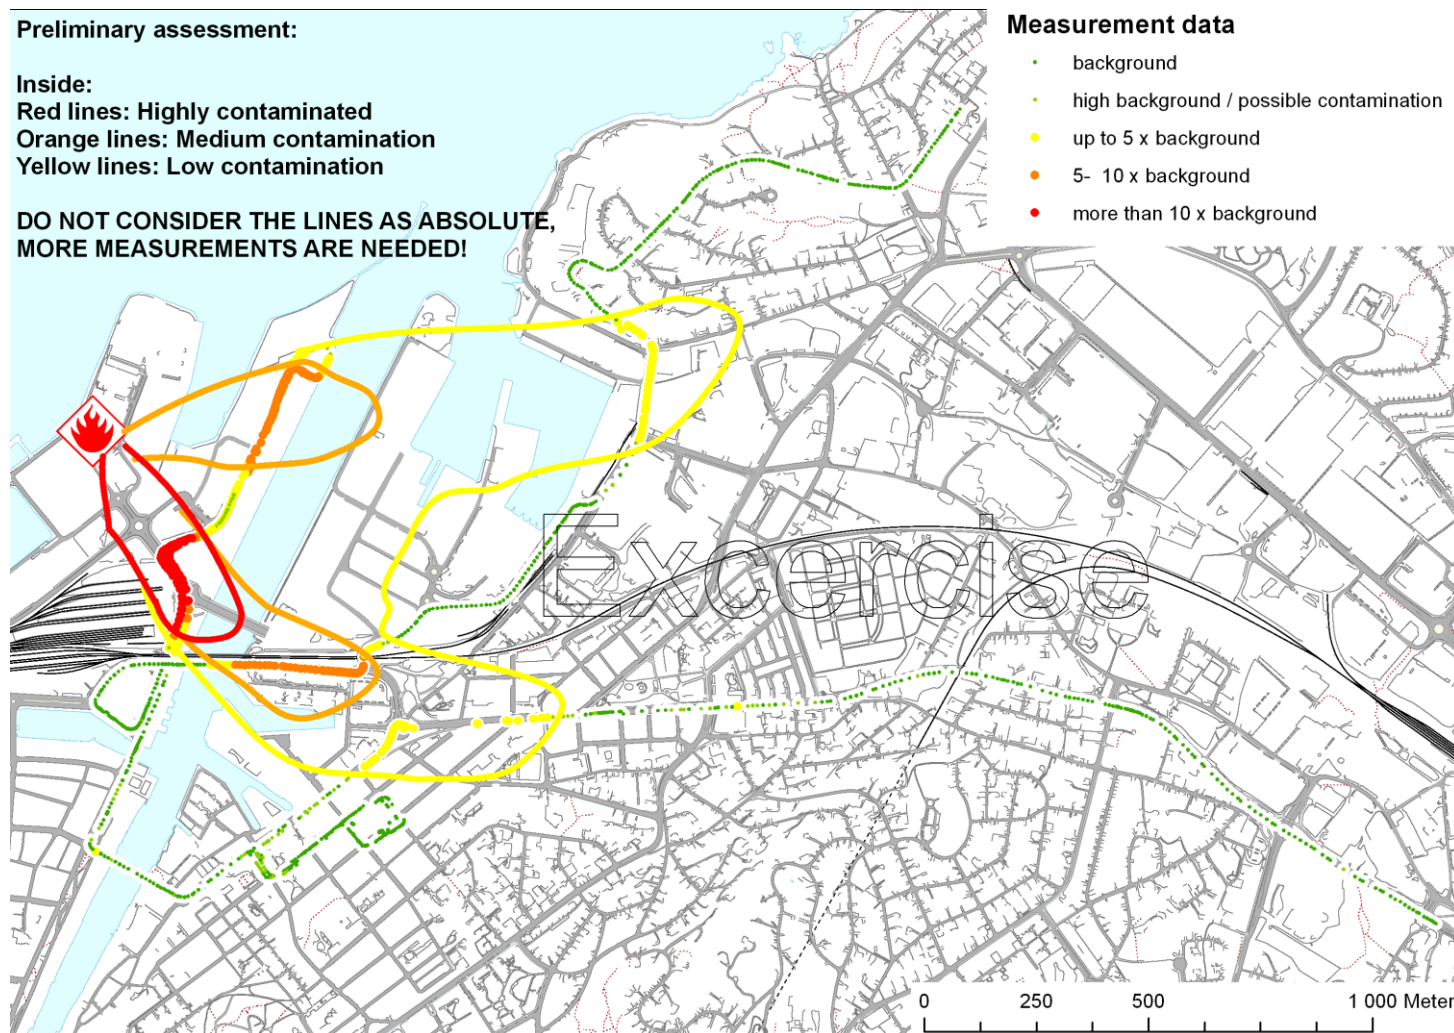 Preliminary assessment:
Inside:
Red lines: Highly contaminated
Orange lines: Medium contamination
Yellow lines: Low contamination
DO NOT CONSIDER THE LINES AS ABSOLUTE,
MORE MEASUREMENTS ARE NEEDED!
Measurement data
background
high background / possible contamination
up to 5 x background
5- 10 x background
more than 10 x background
Excercise
0 250 500 1 000 Meter